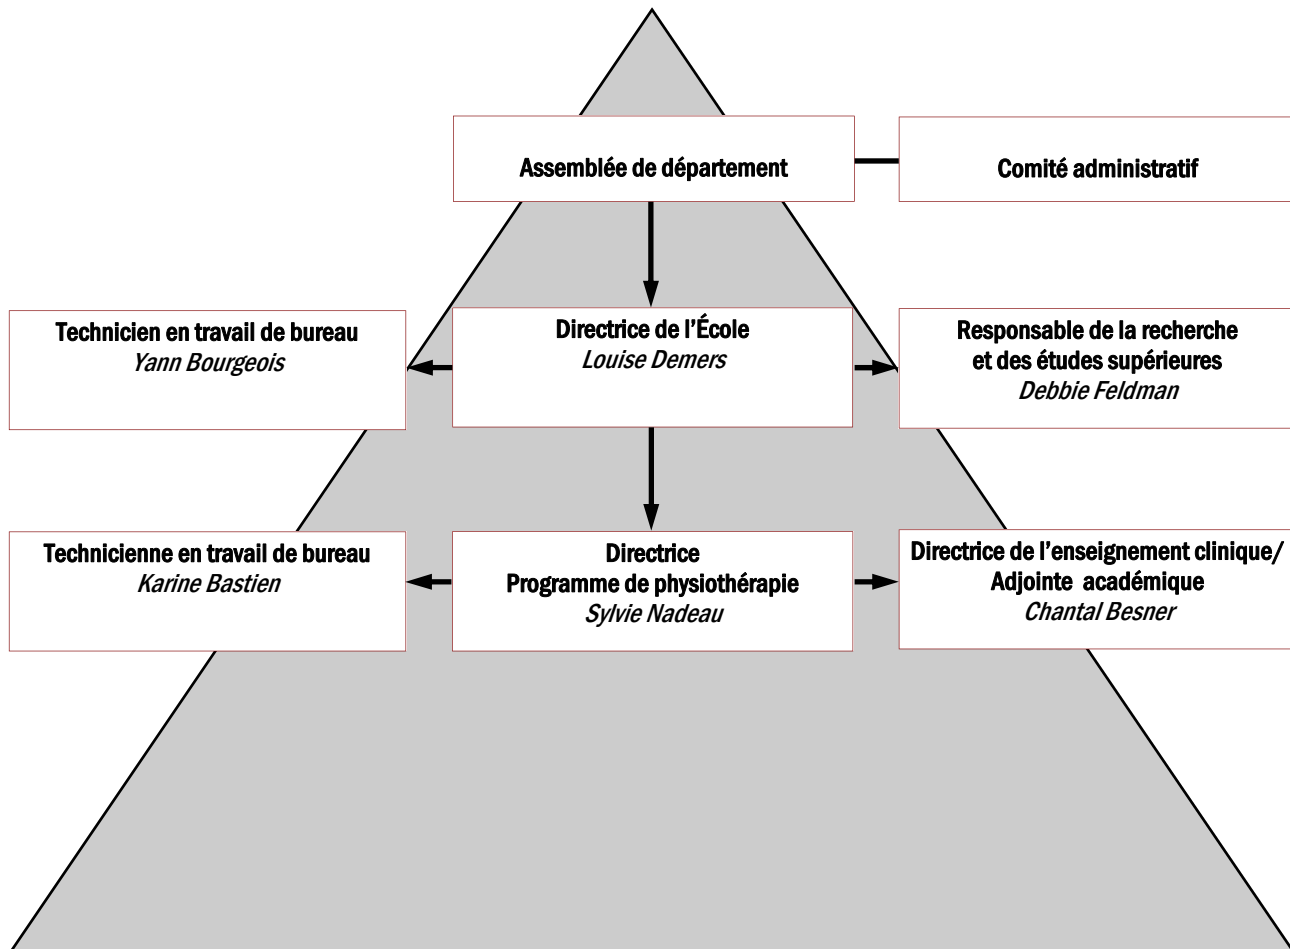 Assemblée de département
Comité administratif
Technicien en travail de bureau
Yann Bourgeois
Directrice de l’École
Louise Demers
Responsable de la recherche
et des études supérieures
Debbie Feldman
Technicienne en travail de bureau
Karine Bastien
Directrice
Programme de physiothérapie
Sylvie Nadeau
Directrice de l’enseignement clinique/
Adjointe académique
Chantal Besner